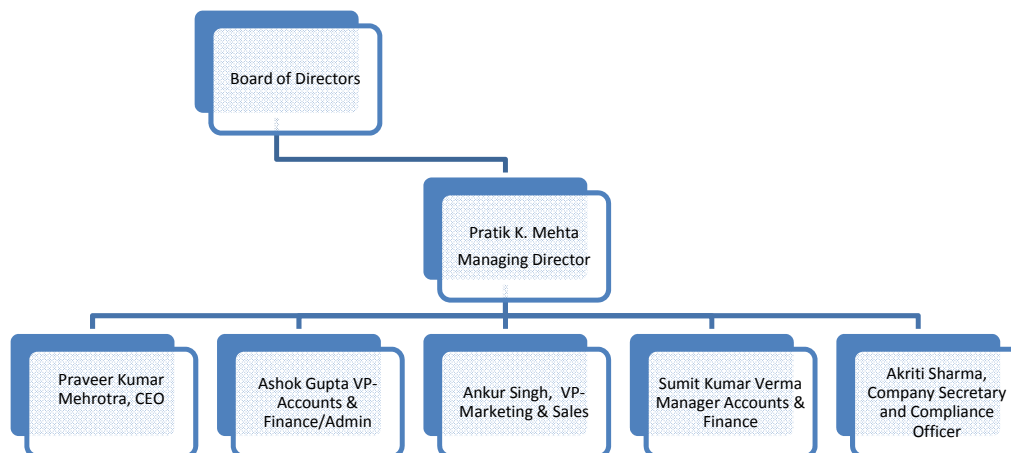 Board of Directors
Pratik K. Mehta
Managing Director
Praveer Kumar
Mehrotra, CEO
Ashok Gupta VP-
Accounts &
Finance/Admin
Ankur Singh, VP-
Marketing & Sales
Sumit Kumar Verma
Manager Accounts &
Finance
Akriti Sharma,
Company Secretary
and Compliance
Officer